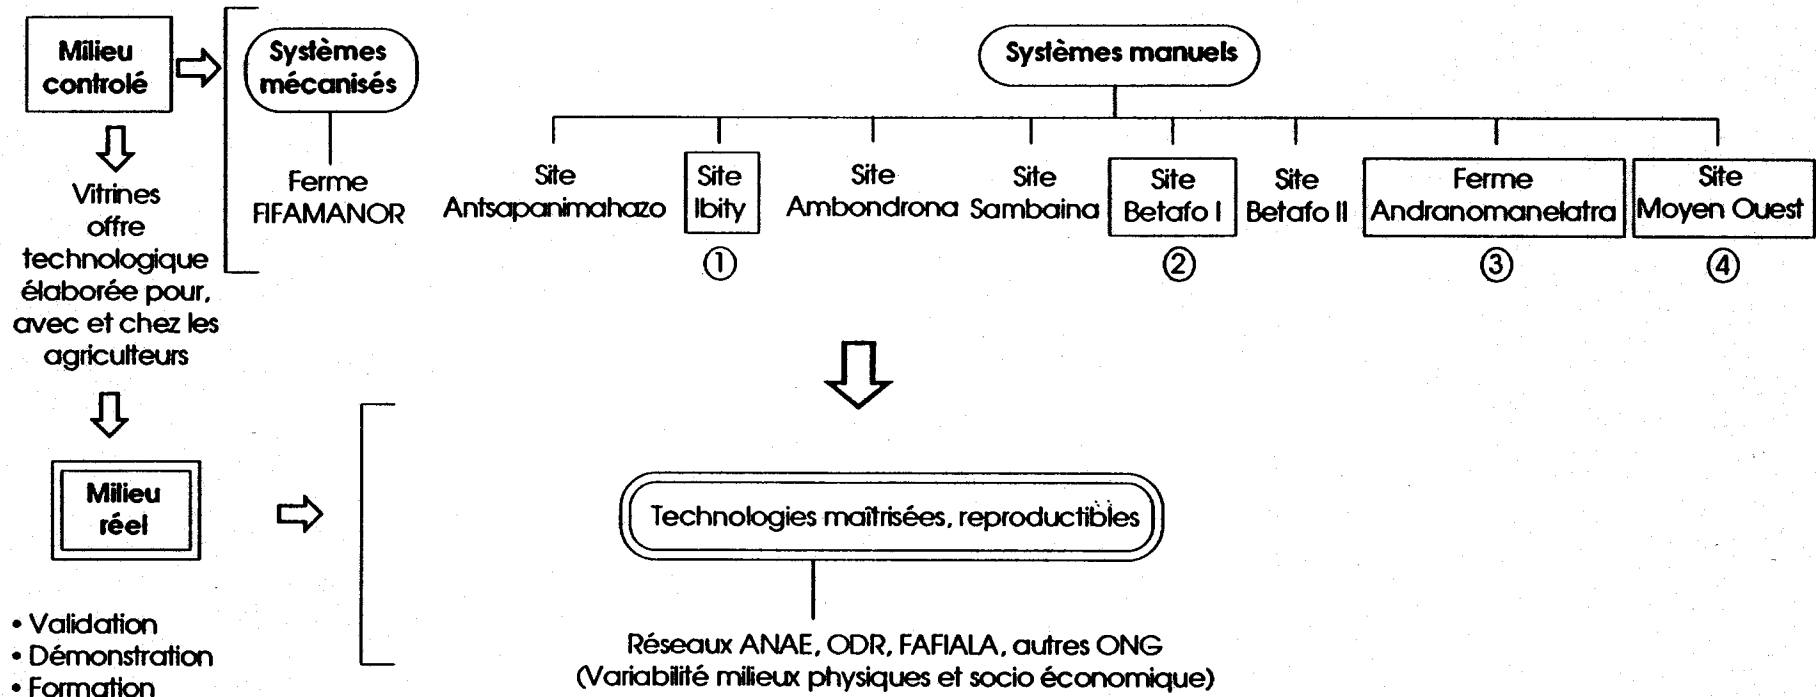 Milieu
controlé
Systèmes
mécanisés
Systèmes manuels
Ferme
FIFAMANOR
Site
Antsapanimahazo
Site
Ibity
Site
Ambondrona
Site
Sambaina
Site
Betafo I
Site
Betafo II
Ferme
Andranomanelatra
Site
Moyen Ouest
①
②
③
④
Vitrines
offre
technologique
élaborée pour,
avec et chez les
agriculteurs
Milieu
réel
Technologies maîtrisées, reproductibles
• Validation
• Démonstration
• Formation
Réseaux ANAE, ODR, FAFIALA, autres ONG
(Variabilité milieux physiques et socio économique)